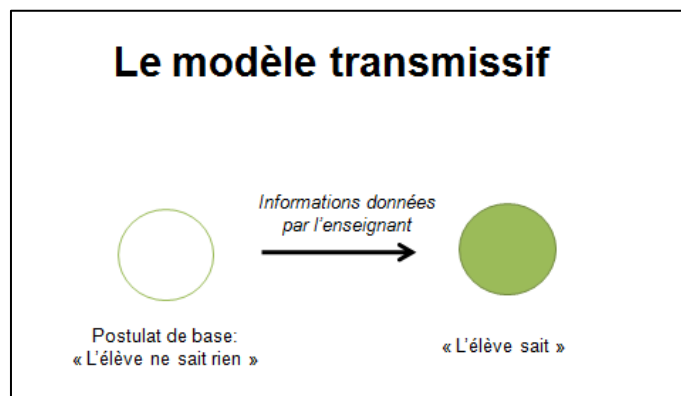 Le modèle transmissif
Informations données
par l'enseignant
Postulat de base:
« L'élève ne sait rien »
« L'élève sait »